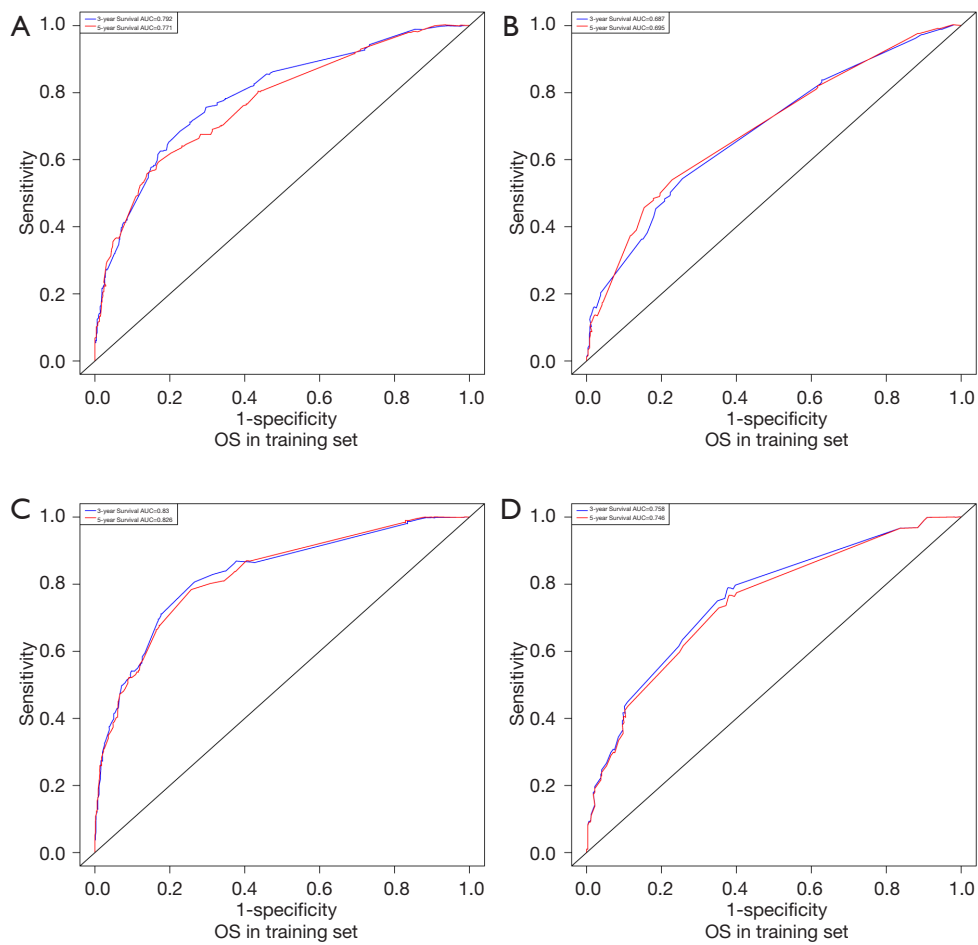 A
3-year Survival AUC=0.792
5-year Survival AUC=0.771
1.0
0.8
0.6
0.4
0.2
0.0
Sensitivity
0.0 0.2 0.4 0.6 0.8 1.0
1-specificity
OS in training set
B
3-year Survival AUC=0.687
5-year Survival AUC=0.695
1.0
0.8
0.6
0.4
0.2
0.0
Sensitivity
0.0 0.2 0.4 0.6 0.8 1.0
1-specificity
OS in training set
C
3-year Survival AUC=0.83
5-year Survival AUC=0.826
1.0
0.8
0.6
0.4
0.2
0.0
Sensitivity
0.0 0.2 0.4 0.6 0.8 1.0
1-specificity
OS in training set
D
3-year Survival AUC=0.758
5-year Survival AUC=0.746
1.0
0.8
0.6
0.4
0.2
0.0
Sensitivity
0.0 0.2 0.4 0.6 0.8 1.0
1-specificity
OS in training set